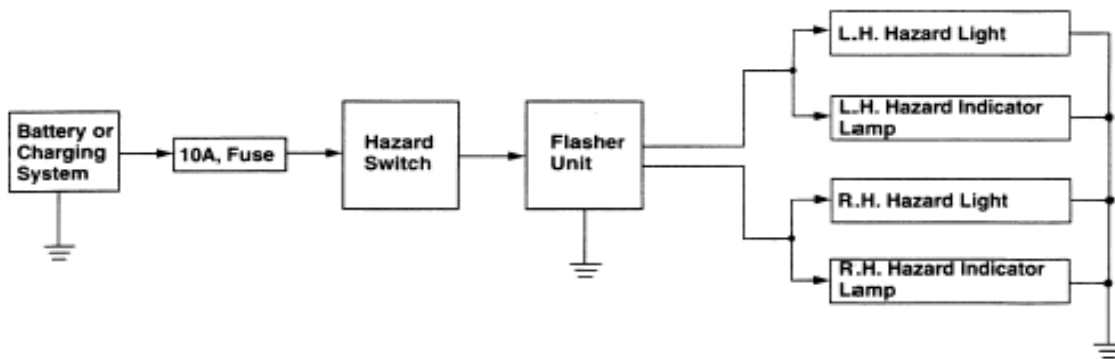 Battery or
Charging
System
10A, Fuse
Hazard
Switch
Flasher
Unit
L.H. Hazard Light
L.H. Hazard Indicator
Lamp
R.H. Hazard Light
R.H. Hazard Indicator
Lamp